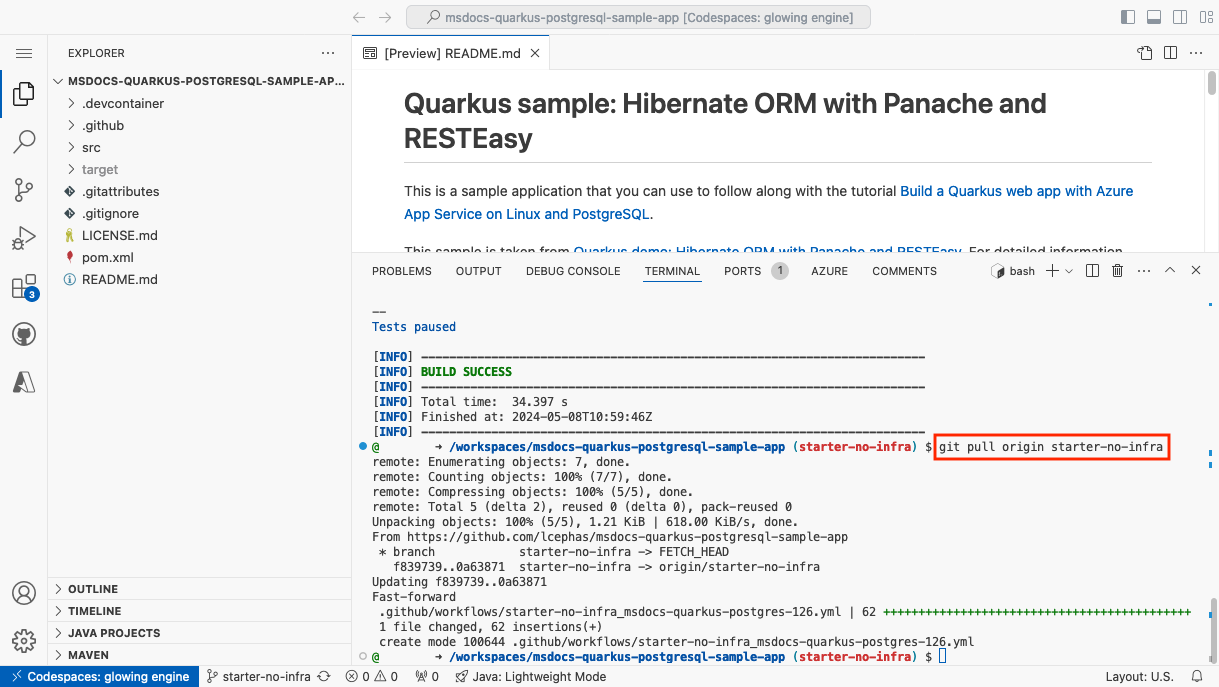 msdocs-quarkus-postgresql-sample-app [Codespaces: glowing engine]
EXPLORER
MSDOCS-QUARKUS-POSTGRESQL-SAMPLE-AP...
.devcontainer
.github
src
target
.gitattributes
.gitignore
LICENSE.md
pom.xml
README.md
OUTLINE
TIMELINE
JAVA PROJECTS
MAVEN
3
[Preview] README.md
Quarkus sample: Hibernate ORM with Panache and
RESTEasy
This is a sample application that you can use to follow along with the tutorial Build a Quarkus web app with Azure
App Service on Linux and PostgreSQL.
This sample is taken from Quarkus demo: Hibernate ORM with Panache and RESTEasy. For detailed information
PROBLEMS OUTPUT DEBUG CONSOLE TERMINAL PORTS 1 AZURE COMMENTS bash
--
Tests paused
[INFO] ------------------------------------------------------------------------
[INFO] BUILD SUCCESS
[INFO] ------------------------------------------------------------------------
[INFO] Total time:  34.397 s
[INFO] Finished at: 2024-05-08T10:59:46Z
[INFO] ------------------------------------------------------------------------
@ ➜ /workspaces/msdocs-quarkus-postgresql-sample-app (starter-no-infra) $ git pull origin starter-no-infra
remote: Enumerating objects: 7, done.
remote: Counting objects: 100% (7/7), done.
remote: Compressing objects: 100% (5/5), done.
remote: Total 5 (delta 2), reused 0 (delta 0), pack-reused 0
Unpacking objects: 100% (5/5), 1.21 KiB | 618.00 KiB/s, done.
From https://github.com/lcephas/msdocs-quarkus-postgresql-sample-app
* branch            starter-no-infra -> FETCH_HEAD
f839739..0a63871  starter-no-infra -> origin/starter-no-infra
Updating f839739..0a63871
Fast-forward
.github/workflows/starter-no-infra_msdocs-quarkus-postgres-126.yml | 62 ++++++++++++++++++++++++++++++++++++++++++++
1 file changed, 62 insertions(+)
create mode 100644 .github/workflows/starter-no-infra_msdocs-quarkus-postgres-126.yml
@ ➜ /workspaces/msdocs-quarkus-postgresql-sample-app (starter-no-infra) $
Codespaces: glowing engine starter-no-infra 0 0 0 Java: Lightweight Mode Layout: U.S.